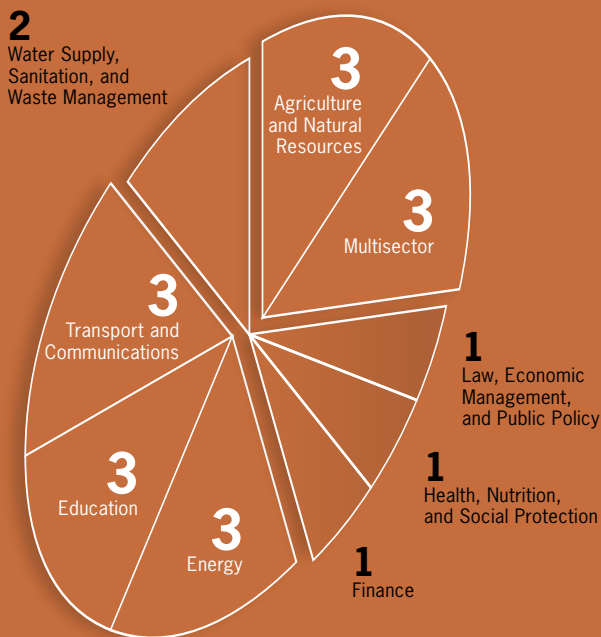 2
Water Supply,
Sanitation, and
Waste Management
3
Agriculture
and Natural
Resources
3
Multisector
1
Law, Economic
Management,
and Public Policy
1
Health, Nutrition,
and Social Protection
1
Finance
3
Energy
3
Education
3
Transport and
Communications